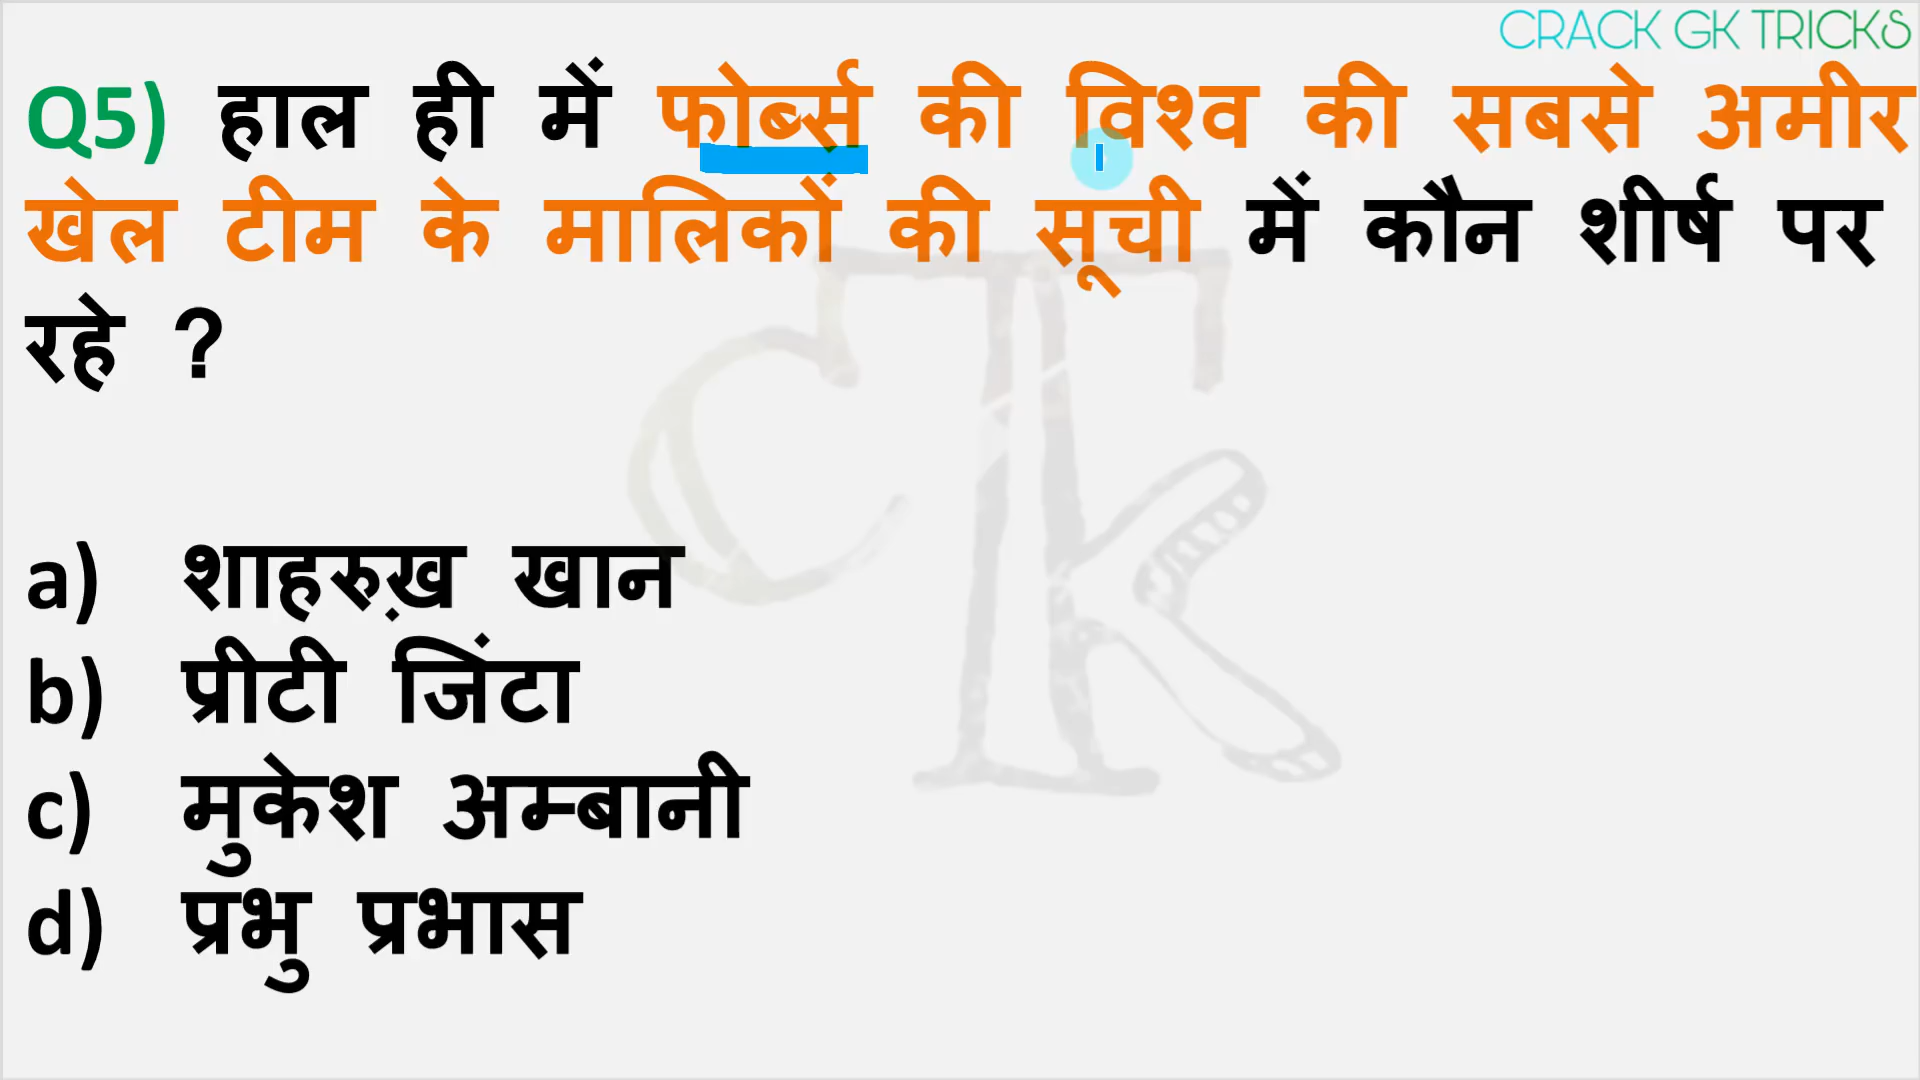 CRACK GK TRICKS
Q5) हाल ही में फोर्ब्स की विश्व की सबसे अमीर
खेल टीम के मालिकों की सूची में कौन शीर्ष पर
रहे ?
a) शाहरुख़ खान
b) प्रीटी जिंटा
c) मुकेश अम्बानी
d) प्रभु प्रभास